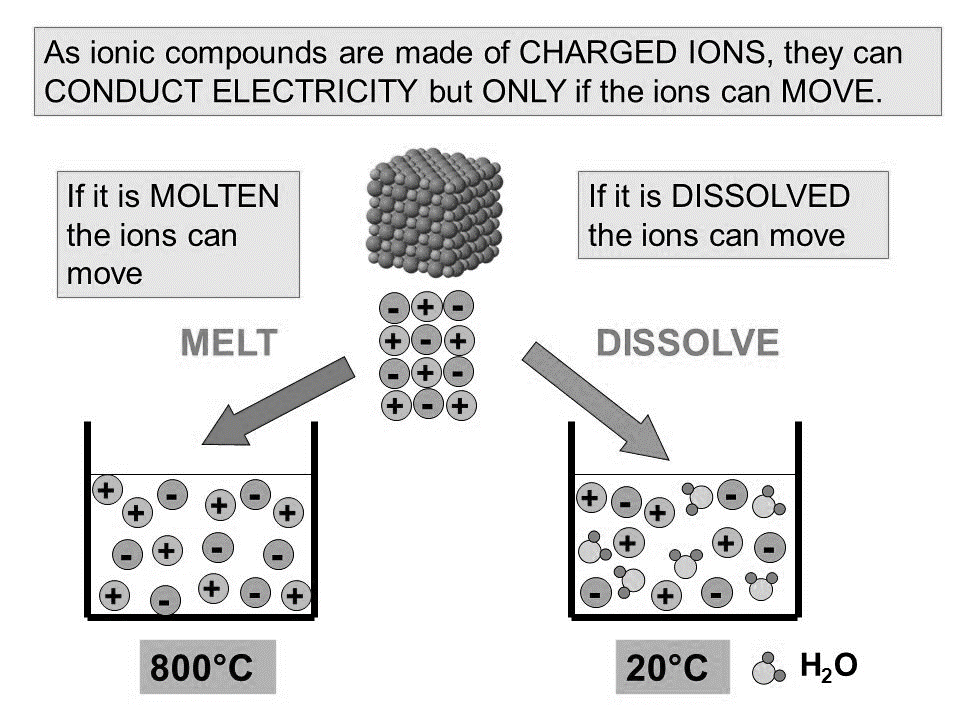 As ionic compounds are made of CHARGED IONS, they can
CONDUCT ELECTRICITY but ONLY if the ions can MOVE.
If it is MOLTEN
the ions can
move
If it is DISSOLVED
the ions can move
- + -
+ - +
- + -
+ - +
MELT
DISSOLVE
+ + - + - +
- + - -
+ - + - +
+ - + -
+ + -
- + -
800°C
20°C
H₂O